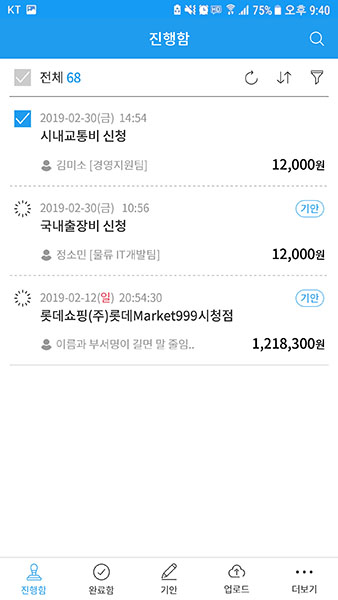 KT 75% 오후 9:40
진행함
전체 68
2019-02-30(금) 14:54
시내교통비 신청
김미소 [경영지원팀] 12,000원
2019-02-30(금) 10:56 기안
국내출장비 신청
정소민 [물류 IT개발팀] 12,000원
2019-02-12(일) 20:54:30 기안
롯데쇼핑(주)롯데Market999시청점
이름과 부서명이 길면 말 줄임.. 1,218,300원
진행함 완료함 기안 업로드 더보기